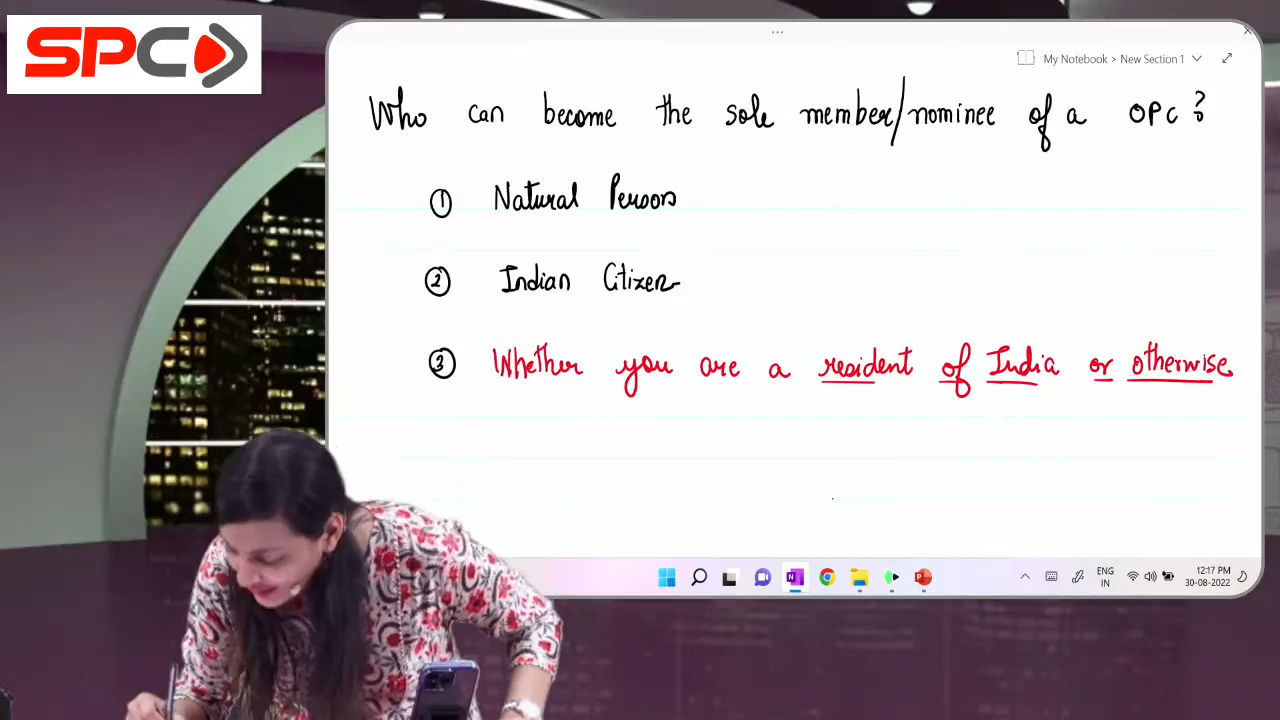 SPC
My Notebook > New Section 1
Who can become the sole member/nominee of a OPC?
① Natural Person
② Indian Citizen
③ Whether you are a resident of India or otherwise
ENG
IN
12:17 PM
30-08-2022